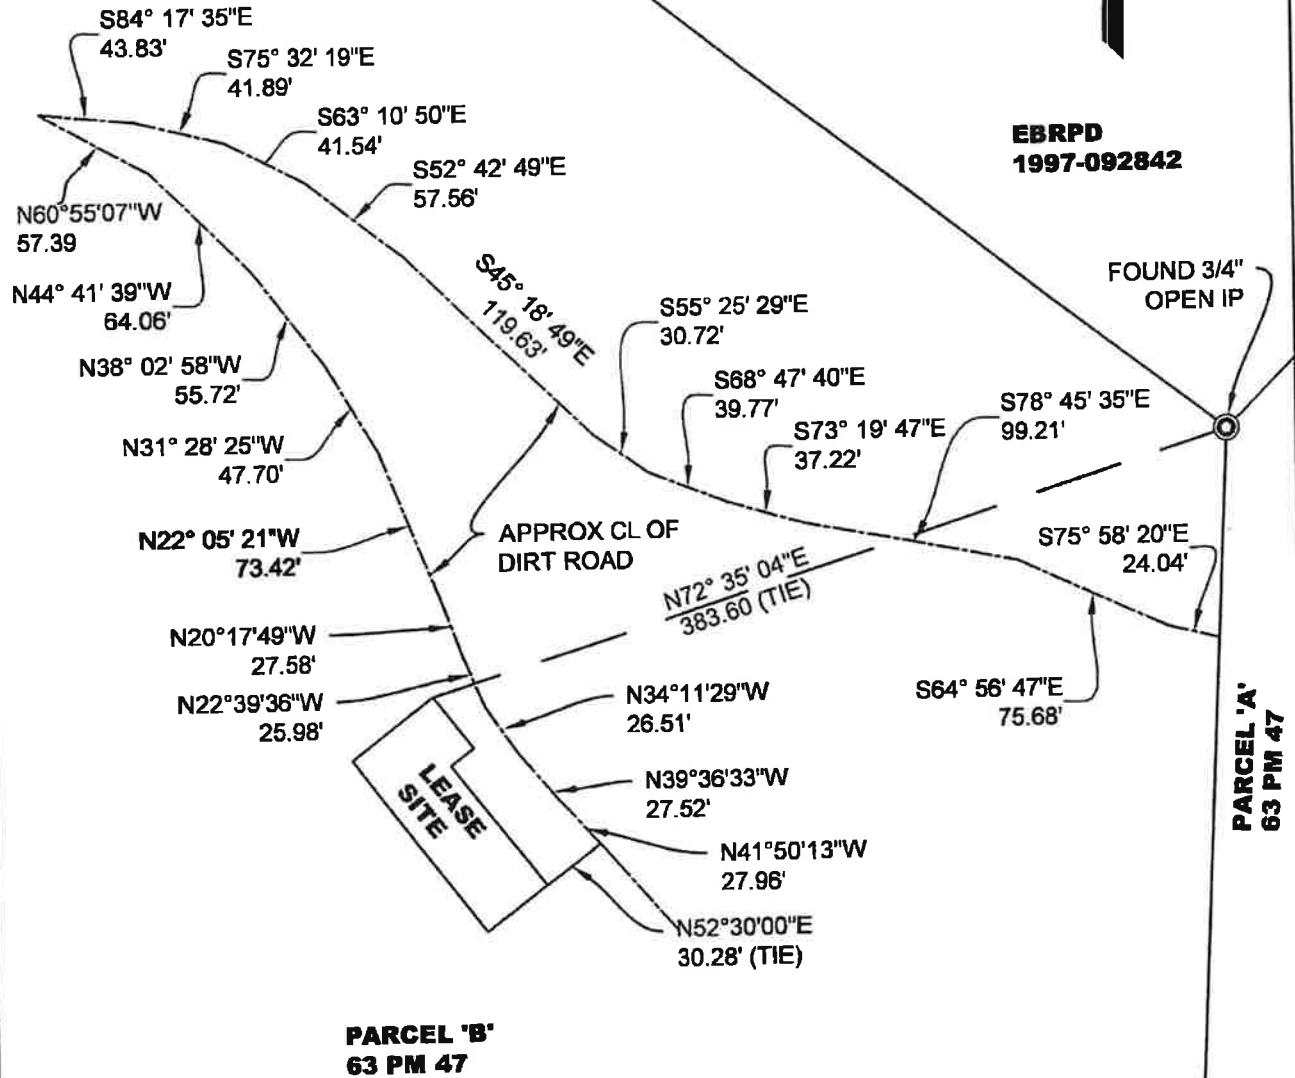 S84° 17' 35"E
43.83'
S75° 32' 19"E
41.89'
S63° 10' 50"E
41.54'
S52° 42' 49"E
57.56'
EBRPD
1997-092842
N60°55'07"W
57.39
N44° 41' 39"W
64.06'
S45° 18' 49"E
119.63'
FOUND 3/4"
OPEN IP
S55° 25' 29"E
30.72'
N38° 02' 58"W
55.72'
S68° 47' 40"E
39.77'
S78° 45' 35"E
99.21'
S73° 19' 47"E
37.22'
N31° 28' 25"W
47.70'
N22° 05' 21"W
73.42'
APPROX CL OF
DIRT ROAD
S75° 58' 20"E
24.04'
N72° 35' 04"E
383.60 (TIE)
N20°17'49"W
27.58'
N22°39'36"W
25.98'
N34°11'29"W
26.51'
S64° 56' 47"E
75.68'
PARCEL 'A'
63 PM 47
LEASE
SITE
N39°36'33"W
27.52'
N41°50'13"W
27.96'
N52°30'00"E
30.28' (TIE)
PARCEL 'B'
63 PM 47